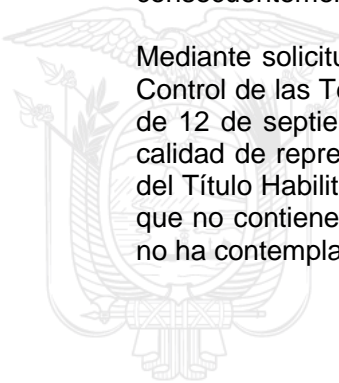 Mediante solicitu
Control de las Te
de 12 de septie
calidad de repre
del Título Habilit
que no contiene
no ha contempla